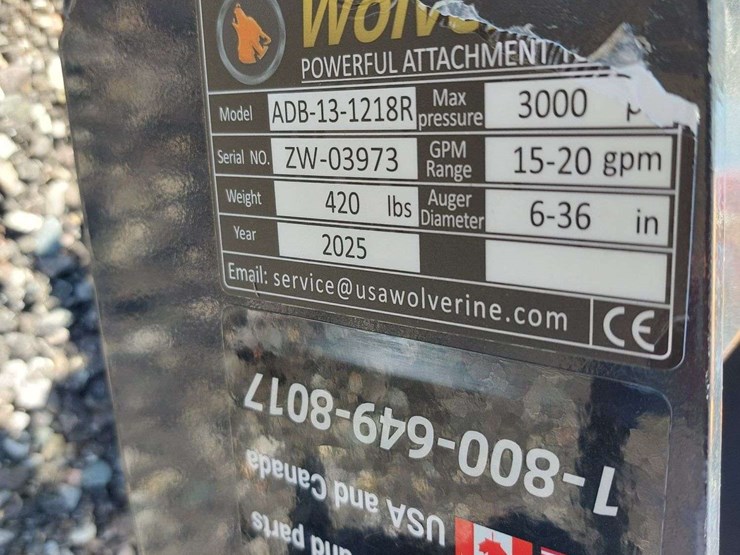 POWERFUL ATTACHMENT
Model ADB-13-1218R Max pressure 3000
Serial NO. ZW-03973 GPM Range 15-20 gpm
Weight 420 lbs Auger Diameter 6-36 in
Year 2025
Email: service@usawolverine.com CE
1-800-649-8017
USA and Canada
and parts